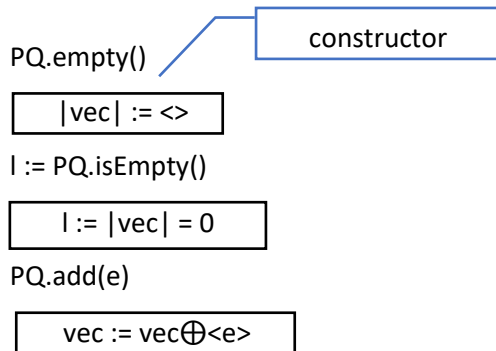 constructor
PQ.empty()
|vec| := <>
l := PQ.isEmpty()
l := |vec| = 0
PQ.add(e)
vec := vec⊕<e>